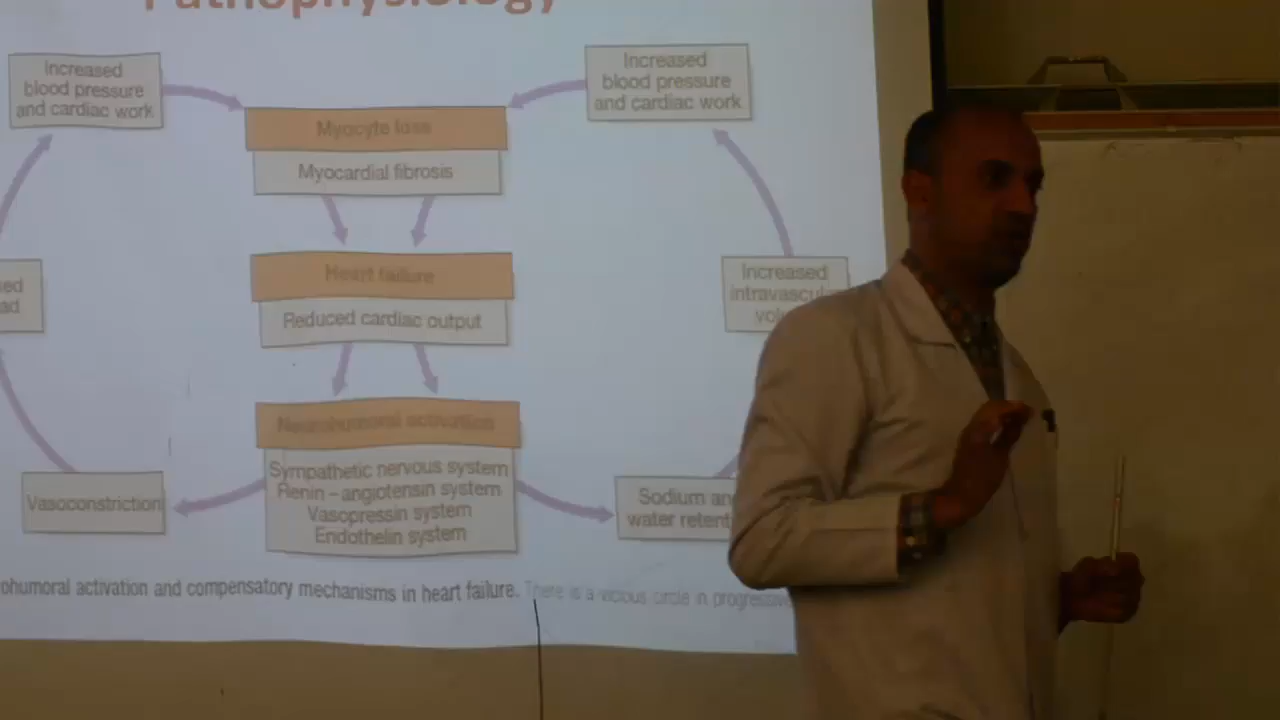 Pathophysiology
Increased
blood pressure
and cardiac work
Increased
blood pressure
and cardiac work
Myocyte loss
Myocardial fibrosis
Heart failure
Reduced cardiac output
Increased
intravascul
vol
ed
ad
Neurohumoral activation
Sympathetic nervous system
Renin – angiotensin system
Vasopressin system
Endothelin system
Vasoconstriction
Sodium an
water retent
ohumoral activation and compensatory mechanisms in heart failure. There is a vicious circle in progressiv